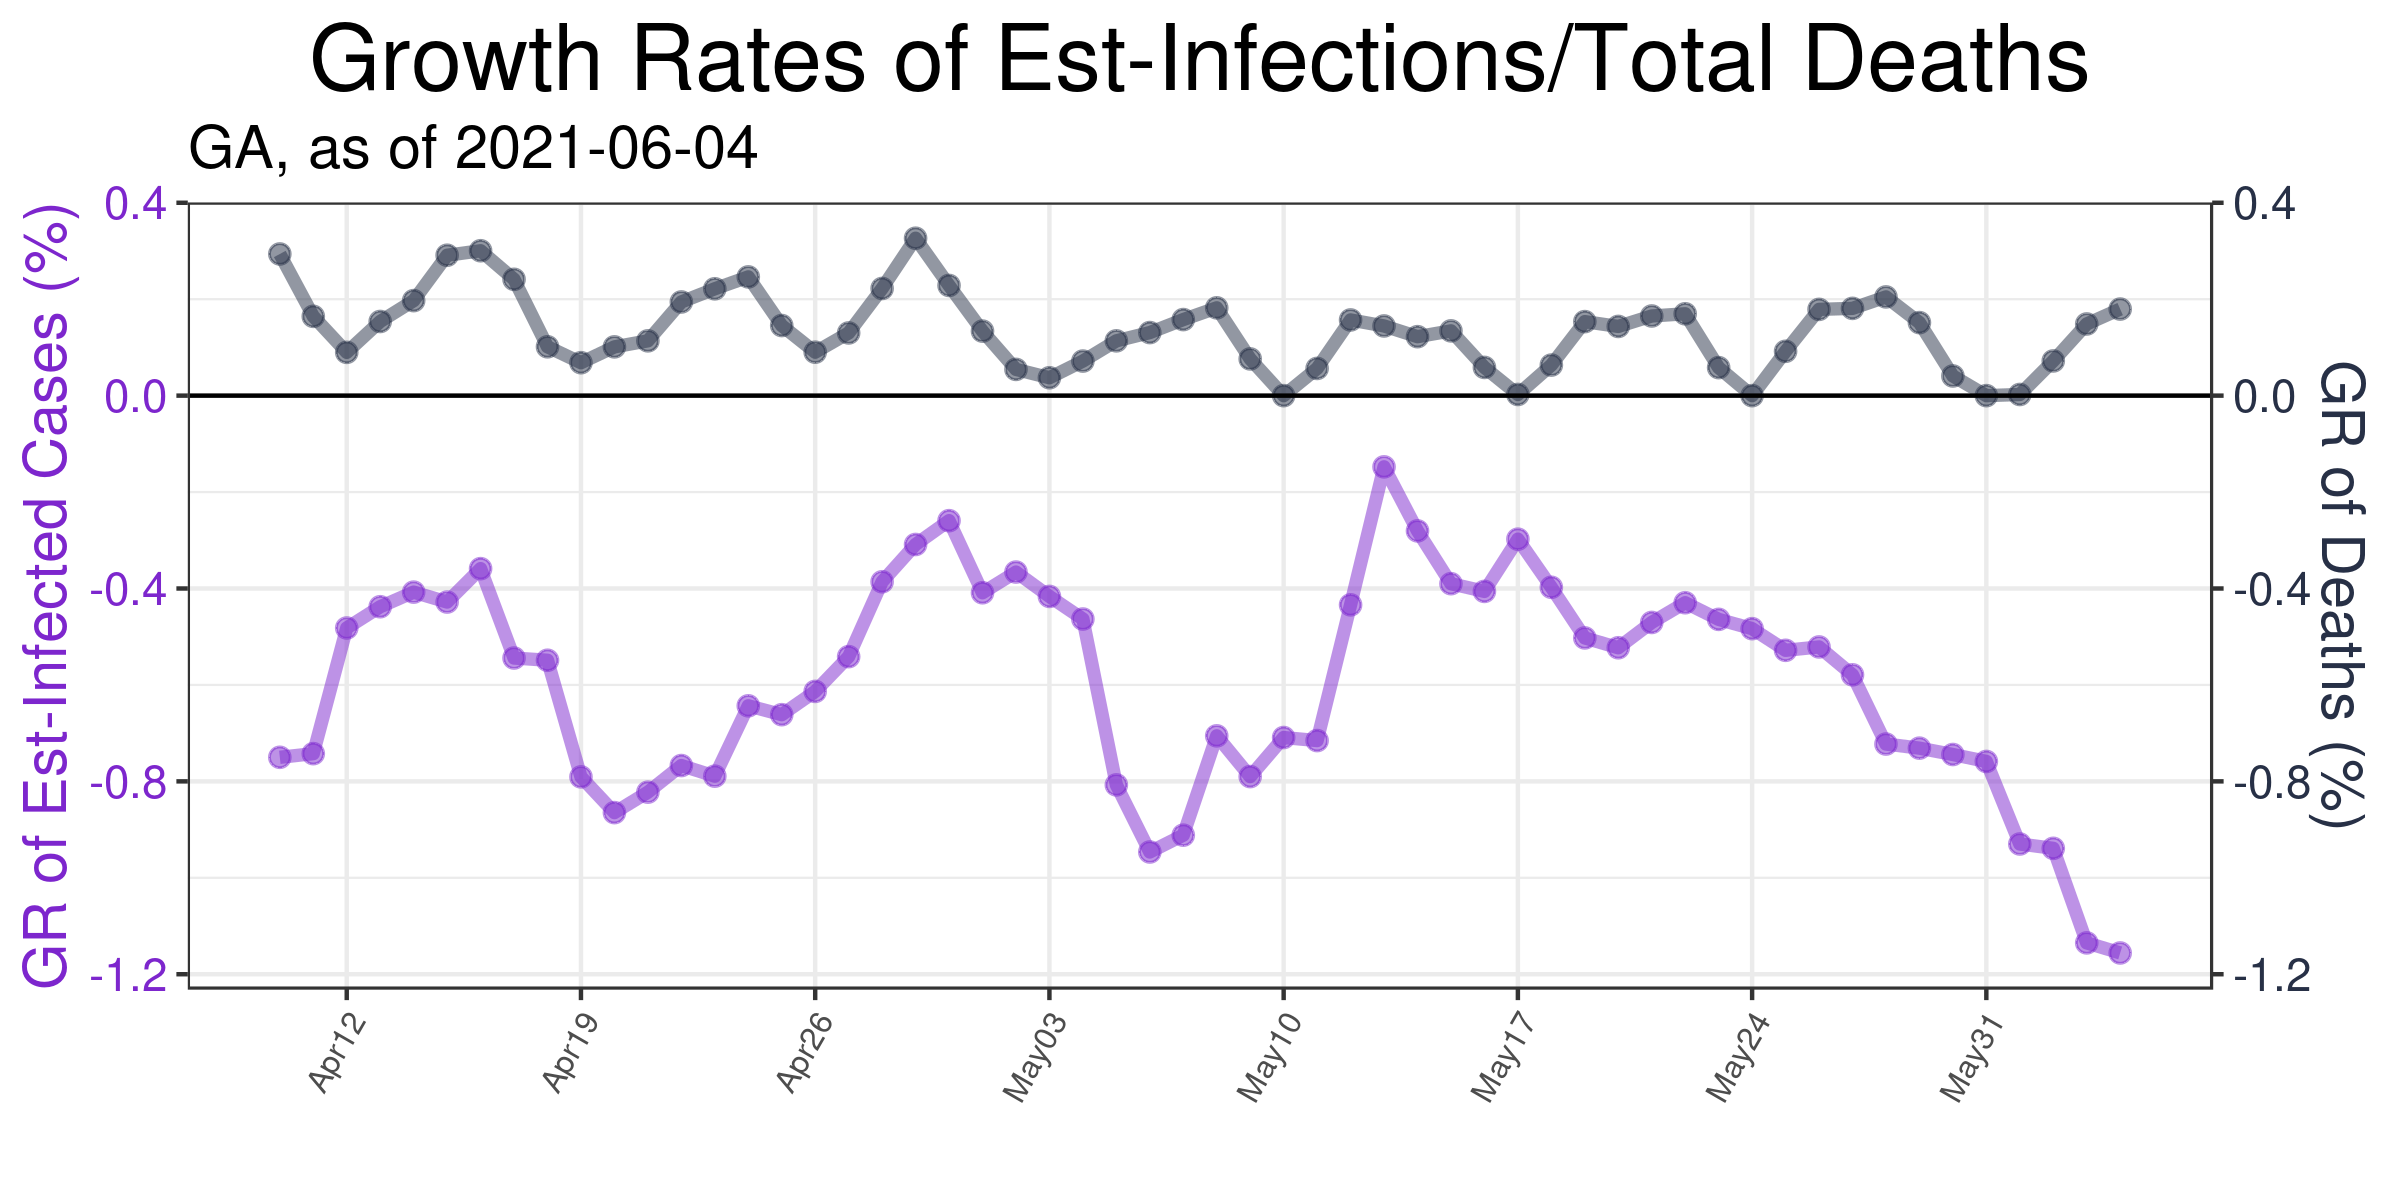 Growth Rates of Est-Infections/Total Deaths
GA, as of 2021-06-04
GR of Est-Infected Cases (%)
0.4
0.0
-0.4
-0.8
-1.2
0.4
0.0
-0.4
-0.8
-1.2
GR of Deaths (%)
Apr12
Apr19
Apr26
May03
May10
May17
May24
May31